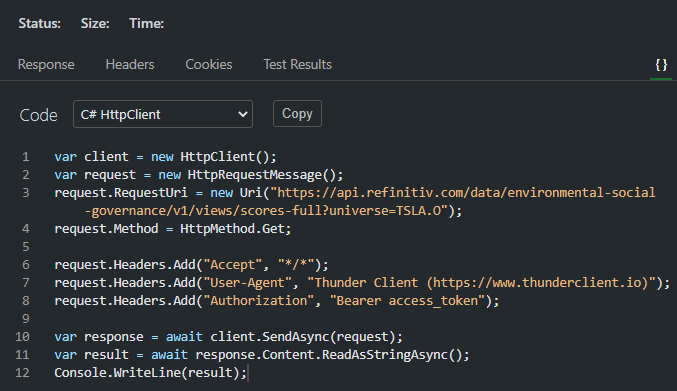 Status: Size: Time:
Response Headers Cookies Test Results {}
Code C# HttpClient Copy
1 var client = new HttpClient();
2 var request = new HttpRequestMessage();
3 request.RequestUri = new Uri("https://api.refinitiv.com/data/environmental-social
-governance/v1/views/scores-full?universe=TSLA.O");
4 request.Method = HttpMethod.Get;
5
6 request.Headers.Add("Accept", "*/*");
7 request.Headers.Add("User-Agent", "Thunder Client (https://www.thunderclient.io)");
8 request.Headers.Add("Authorization", "Bearer access_token");
9
10 var response = await client.SendAsync(request);
11 var result = await response.Content.ReadAsStringAsync();
12 Console.WriteLine(result);